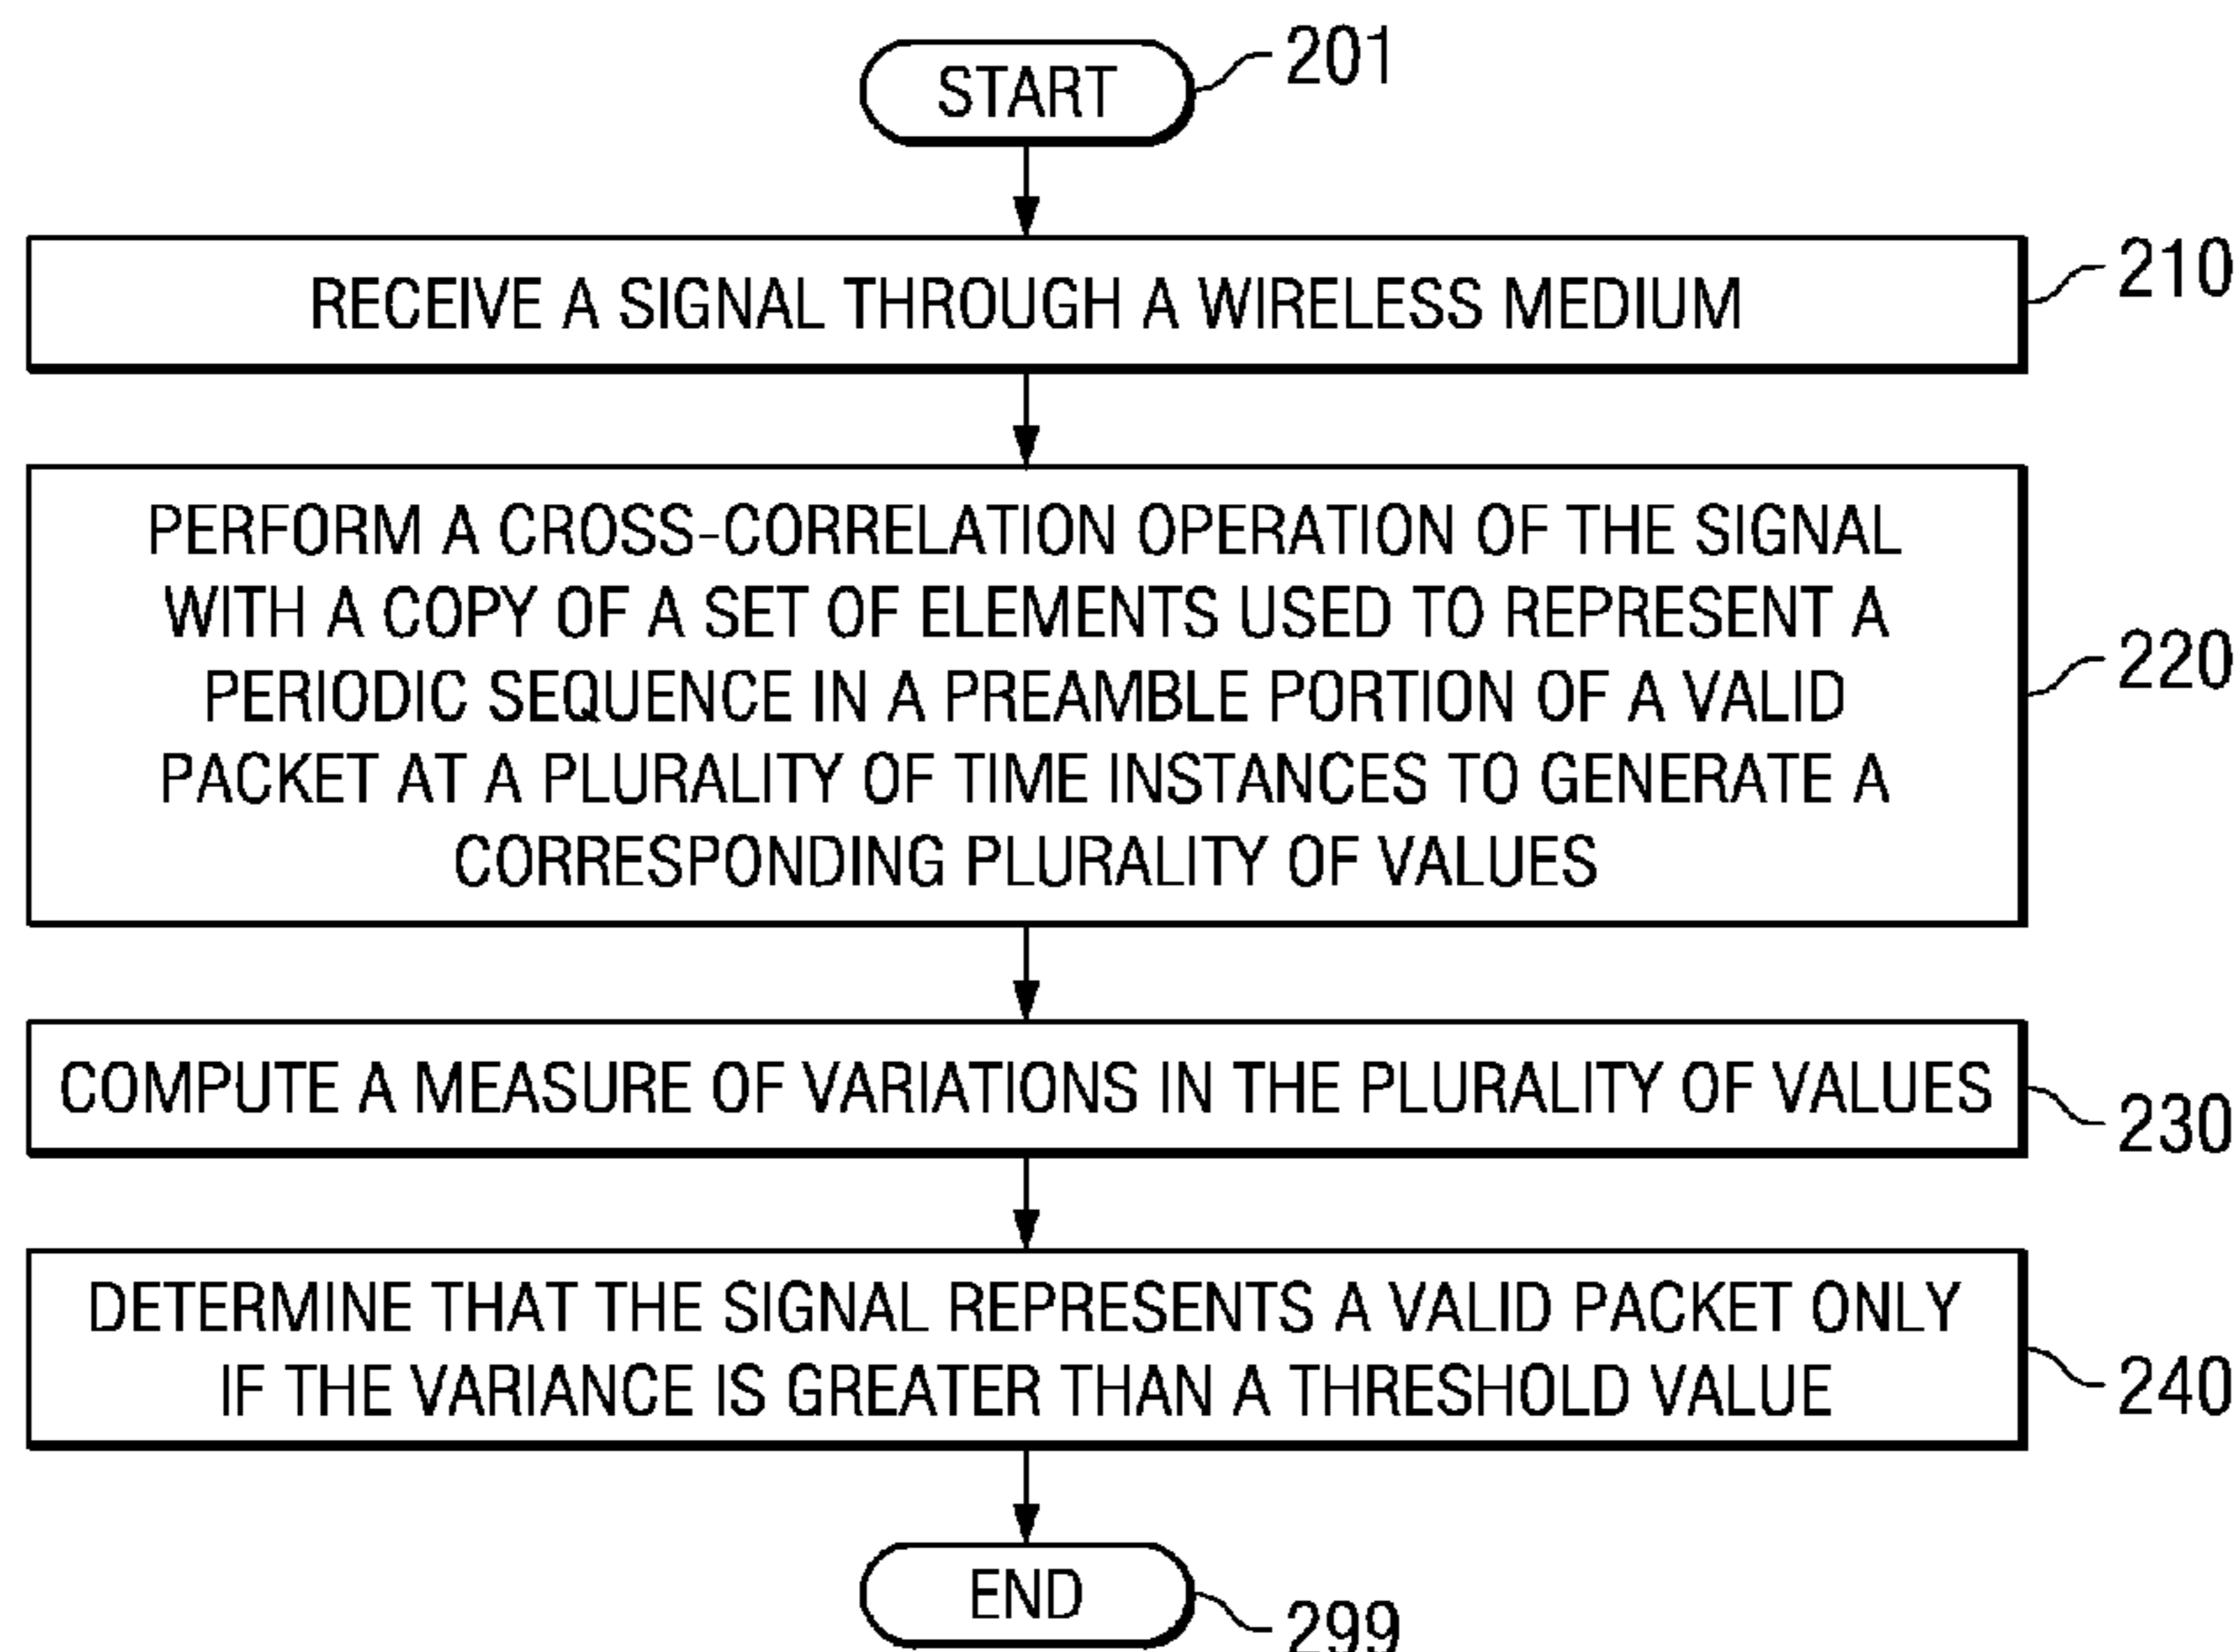 START
201
RECEIVE A SIGNAL THROUGH A WIRELESS MEDIUM
210
PERFORM A CROSS-CORRELATION OPERATION OF THE SIGNAL
WITH A COPY OF A SET OF ELEMENTS USED TO REPRESENT A
PERIODIC SEQUENCE IN A PREAMBLE PORTION OF A VALID
PACKET AT A PLURALITY OF TIME INSTANCES TO GENERATE A
CORRESPONDING PLURALITY OF VALUES
220
COMPUTE A MEASURE OF VARIATIONS IN THE PLURALITY OF VALUES
230
DETERMINE THAT THE SIGNAL REPRESENTS A VALID PACKET ONLY
IF THE VARIANCE IS GREATER THAN A THRESHOLD VALUE
240
END
299